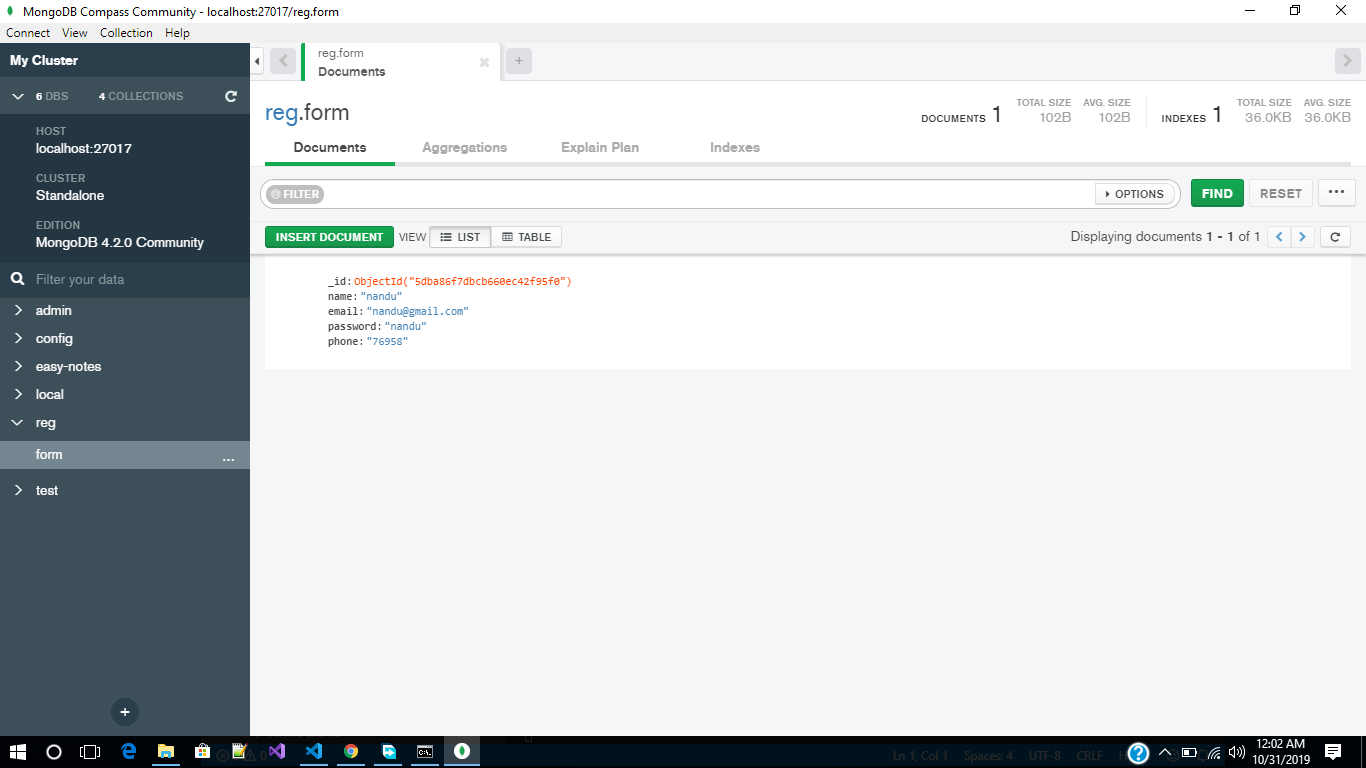 MongoDB Compass Community - localhost:27017/reg.form
Connect View Collection Help
My Cluster
6 DBS 4 COLLECTIONS
HOST
localhost:27017
CLUSTER
Standalone
EDITION
MongoDB 4.2.0 Community
Filter your data
admin
config
easy-notes
local
reg
form ...
test
+
reg.form
Documents
+
reg.form
DOCUMENTS 1 TOTAL SIZE 102B AVG. SIZE 102B INDEXES 1 TOTAL SIZE 36.0KB AVG. SIZE 36.0KB
Documents Aggregations Explain Plan Indexes
FILTER OPTIONS FIND RESET ...
INSERT DOCUMENT VIEW LIST TABLE Displaying documents 1 - 1 of 1
_id: ObjectId("5dba86f7dbcb660ec42f95f0")
name: "nandu"
email: "nandu@gmail.com"
password: "nandu"
phone: "76958"
Ln 1, Col 1 Spaces: 4 UTF-8 CRLF
12:02 AM
10/31/2019